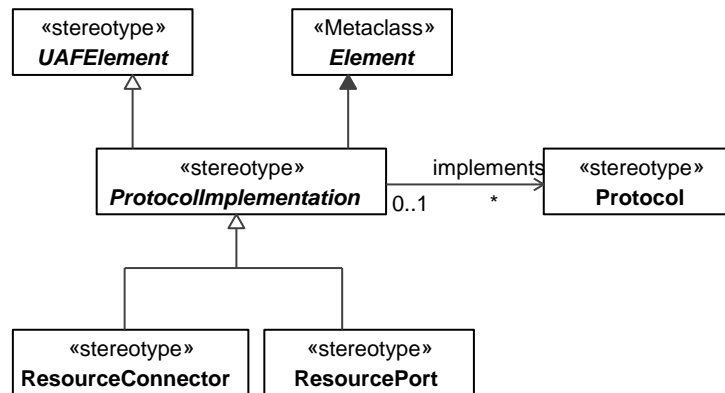 «stereotype»
UAFElement
«Metaclass»
Element
«stereotype»
ProtocolImplementation
implements
0..1
*
«stereotype»
Protocol
«stereotype»
ResourceConnector
«stereotype»
ResourcePort